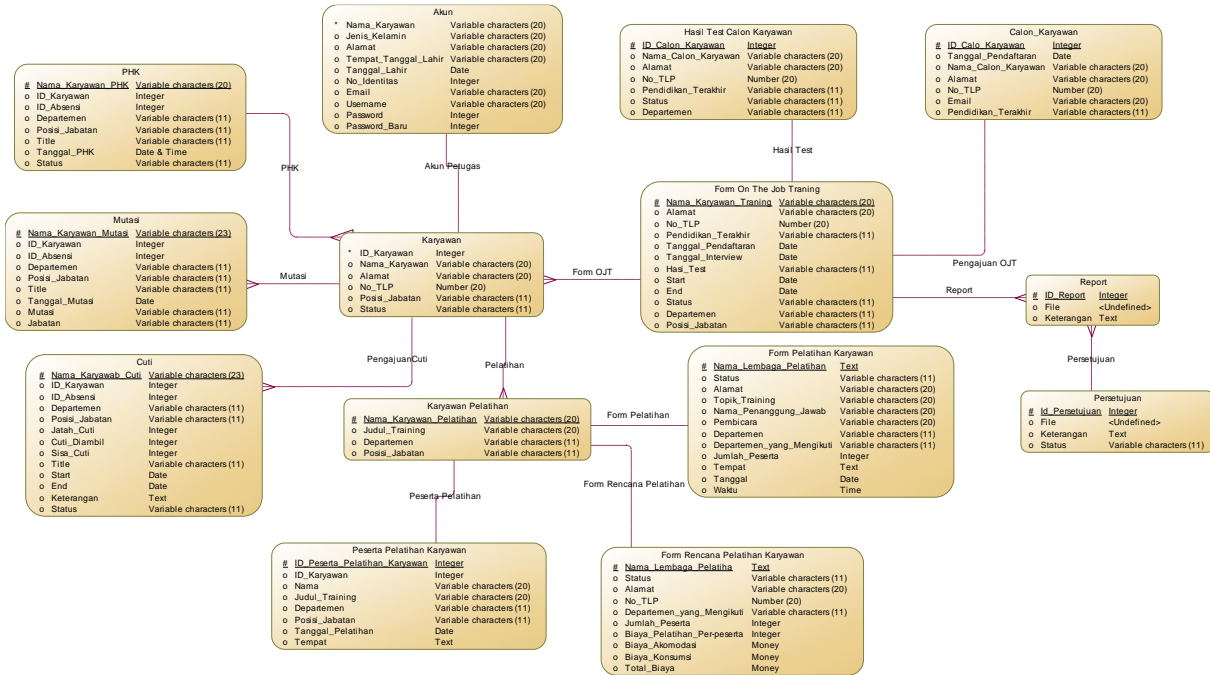 Akun
* Nama_Karyawan Variable characters (20)
o Jenis_Kelamin Variable characters (20)
o Alamat Variable characters (20)
o Tempat_Tanggal_Lahir Variable characters (20)
o Tanggal_Lahir Date
o No_Identitas Integer
o Email Variable characters (20)
o Username Variable characters (20)
o Password Integer
o Password_Baru Integer
Hasil Test Calon Karyawan
# ID_Calon_Karyawan Integer
o Nama_Calon_Karyawan Variable characters (20)
o Alamat Variable characters (20)
o No_TLP Number (20)
o Pendidikan_Terakhir Variable characters (11)
o Status Variable characters (11)
o Departemen Variable characters (11)
Calon_Karyawan
# ID_Calo_Karyawan Integer
o Tanggal_Pendaftaran Date
o Nama_Calon_Karyawan Variable characters (20)
o Alamat Variable characters (20)
o No_TLP Number (20)
o Email Variable characters (20)
o Pendidikan_Terakhir Variable characters (11)
PHK
# Nama_Karyawan_PHK Variable characters (20)
o ID_Karyawan Integer
o ID_Absensi Integer
o Departemen Variable characters (11)
o Posisi_Jabatan Variable characters (11)
o Title Variable characters (11)
o Tanggal_PHK Date & Time
o Status Variable characters (11)
PHK
Akun Petugas
Hasil Test
Form On The Job Traning
# Nama_Karyawan_Traning Variable characters (20)
o Alamat Variable characters (20)
o No_TLP Number (20)
o Pendidikan_Terakhir Variable characters (11)
o Tanggal_Pendaftaran Date
o Tanggal_Interview Date
o Hasi_Test Variable characters (11)
o Start Date
o End Date
o Status Variable characters (11)
o Departemen Variable characters (11)
o Posisi_Jabatan Variable characters (11)
Mutasi
# Nama_Karyawan_Mutasi Variable characters (23)
o ID_Karyawan Integer
o ID_Absensi Integer
o Departemen Variable characters (11)
o Posisi_Jabatan Variable characters (11)
o Title Variable characters (11)
o Tanggal_Mutasi Date
o Mutasi Variable characters (11)
o Jabatan Variable characters (11)
Mutasi
Karyawan
* ID_Karyawan Integer
o Nama_Karyawan Variable characters (20)
o Alamat Variable characters (20)
o No_TLP Number (20)
o Posisi_Jabatan Variable characters (11)
o Status Variable characters (11)
Form OJT
Pengajuan OJT
Report
Report
# ID_Report Integer
o File <Undefined>
o Keterangan Text
Persetujuan
Persetujuan
# Id_Persetujuan Integer
o File <Undefined>
o Keterangan Text
o Status Variable characters (11)
PengajuanCuti
Pelatihan
Cuti
# Nama_Karyawab_Cuti Variable characters (23)
o ID_Karyawan Integer
o ID_Absensi Integer
o Departemen Variable characters (11)
o Posisi_Jabatan Variable characters (11)
o Jatah_Cuti Integer
o Cuti_Diambil Integer
o Sisa_Cuti Integer
o Title Variable characters (11)
o Start Date
o End Date
o Keterangan Text
o Status Variable characters (11)
Karyawan Pelatihan
# Nama_Karyawan_Pelatihan Variable characters (20)
o Judul_Training Variable characters (20)
o Departemen Variable characters (11)
o Posisi_Jabatan Variable characters (11)
Form Pelatihan
Form Pelatihan Karyawan
# Nama_Lembaga_Pelatihan Text
o Status Variable characters (11)
o Alamat Variable characters (20)
o Topik_Training Variable characters (20)
o Nama_Penanggung_Jawab Variable characters (20)
o Pembicara Variable characters (20)
o Departemen Variable characters (11)
o Departemen_yang_Mengikuti Variable characters (11)
o Jumlah_Peserta Integer
o Tempat Text
o Tanggal Date
o Waktu Time
Form Rencana Pelatihan
Peserta Pelatihan
Peserta Pelatihan Karyawan
# ID_Peserta_Pelatihan_Karyawan Integer
o ID_Karyawan Integer
o Nama Variable characters (20)
o Judul_Training Variable characters (20)
o Departemen Variable characters (11)
o Posisi_Jabatan Variable characters (11)
o Tanggal_Pelatihan Date
o Tempat Text
Form Rencana Pelatihan Karyawan
# Nama_Lembaga_Pelatiha Text
o Status Variable characters (11)
o Alamat Variable characters (20)
o No_TLP Number (20)
o Departemen_yang_Mengikuti Variable characters (11)
o Jumlah_Peserta Integer
o Biaya_Pelatihan_Per-peserta Integer
o Biaya_Akomodasi Money
o Biaya_Konsumsi Money
o Total_Biaya Money